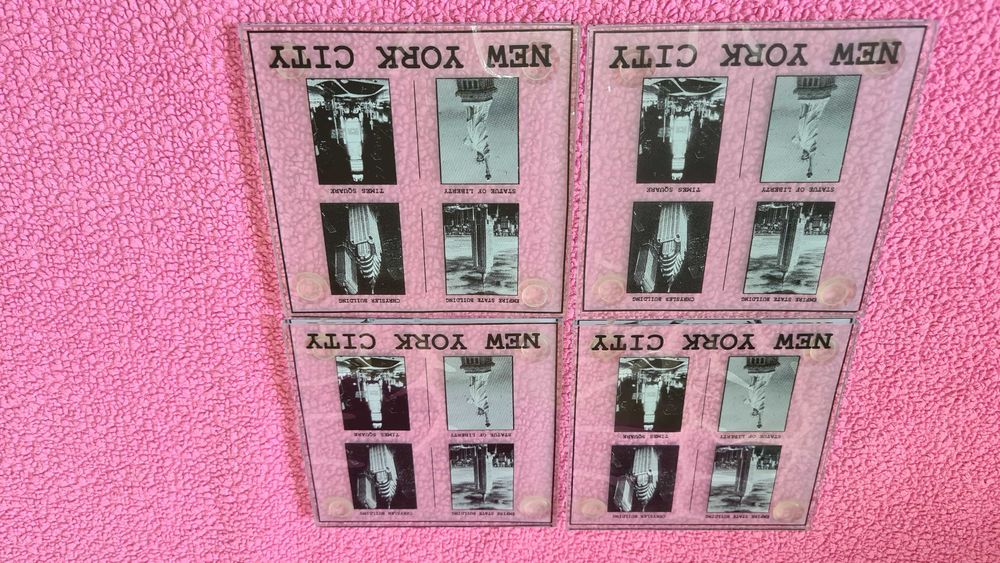 EMPIRE STATE BUILDING
CHRYSLER BUILDING
STATUE OF LIBERTY
TIMES SQUARE
NEW YORK CITY
EMPIRE STATE BUILDING
CHRYSLER BUILDING
STATUE OF LIBERTY
TIMES SQUARE
NEW YORK CITY
EMPIRE STATE BUILDING
CHRYSLER BUILDING
STATUE OF LIBERTY
TIMES SQUARE
NEW YORK CITY
EMPIRE STATE BUILDING
CHRYSLER BUILDING
STATUE OF LIBERTY
TIMES SQUARE
NEW YORK CITY